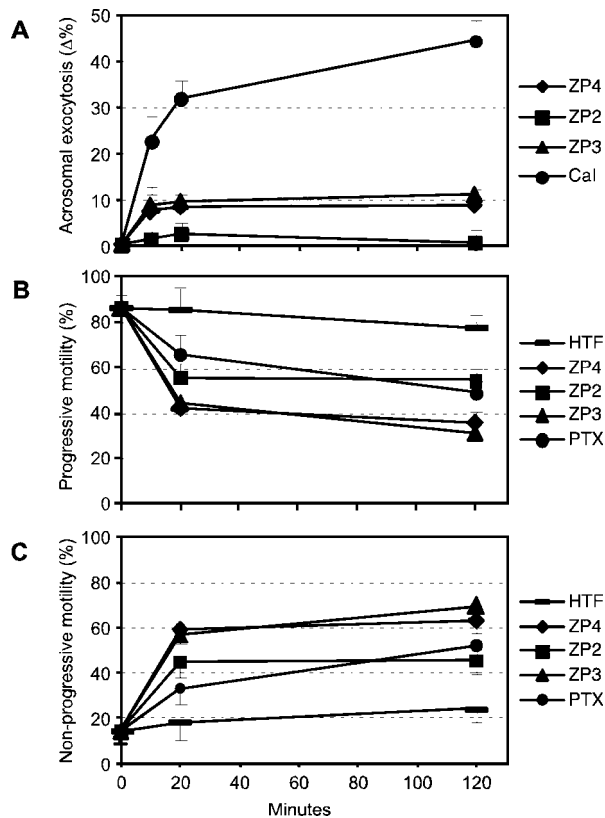 A
Acrosomal exocytosis (Δ%)
50
40
30
20
10
0
ZP4
ZP2
ZP3
Cal
B
Progressive motility (%)
100
80
60
40
20
0
HTF
ZP4
ZP2
ZP3
PTX
C
Non-progressive motility (%)
100
80
60
40
20
0
HTF
ZP4
ZP2
ZP3
PTX
0 20 40 60 80 100 120
Minutes